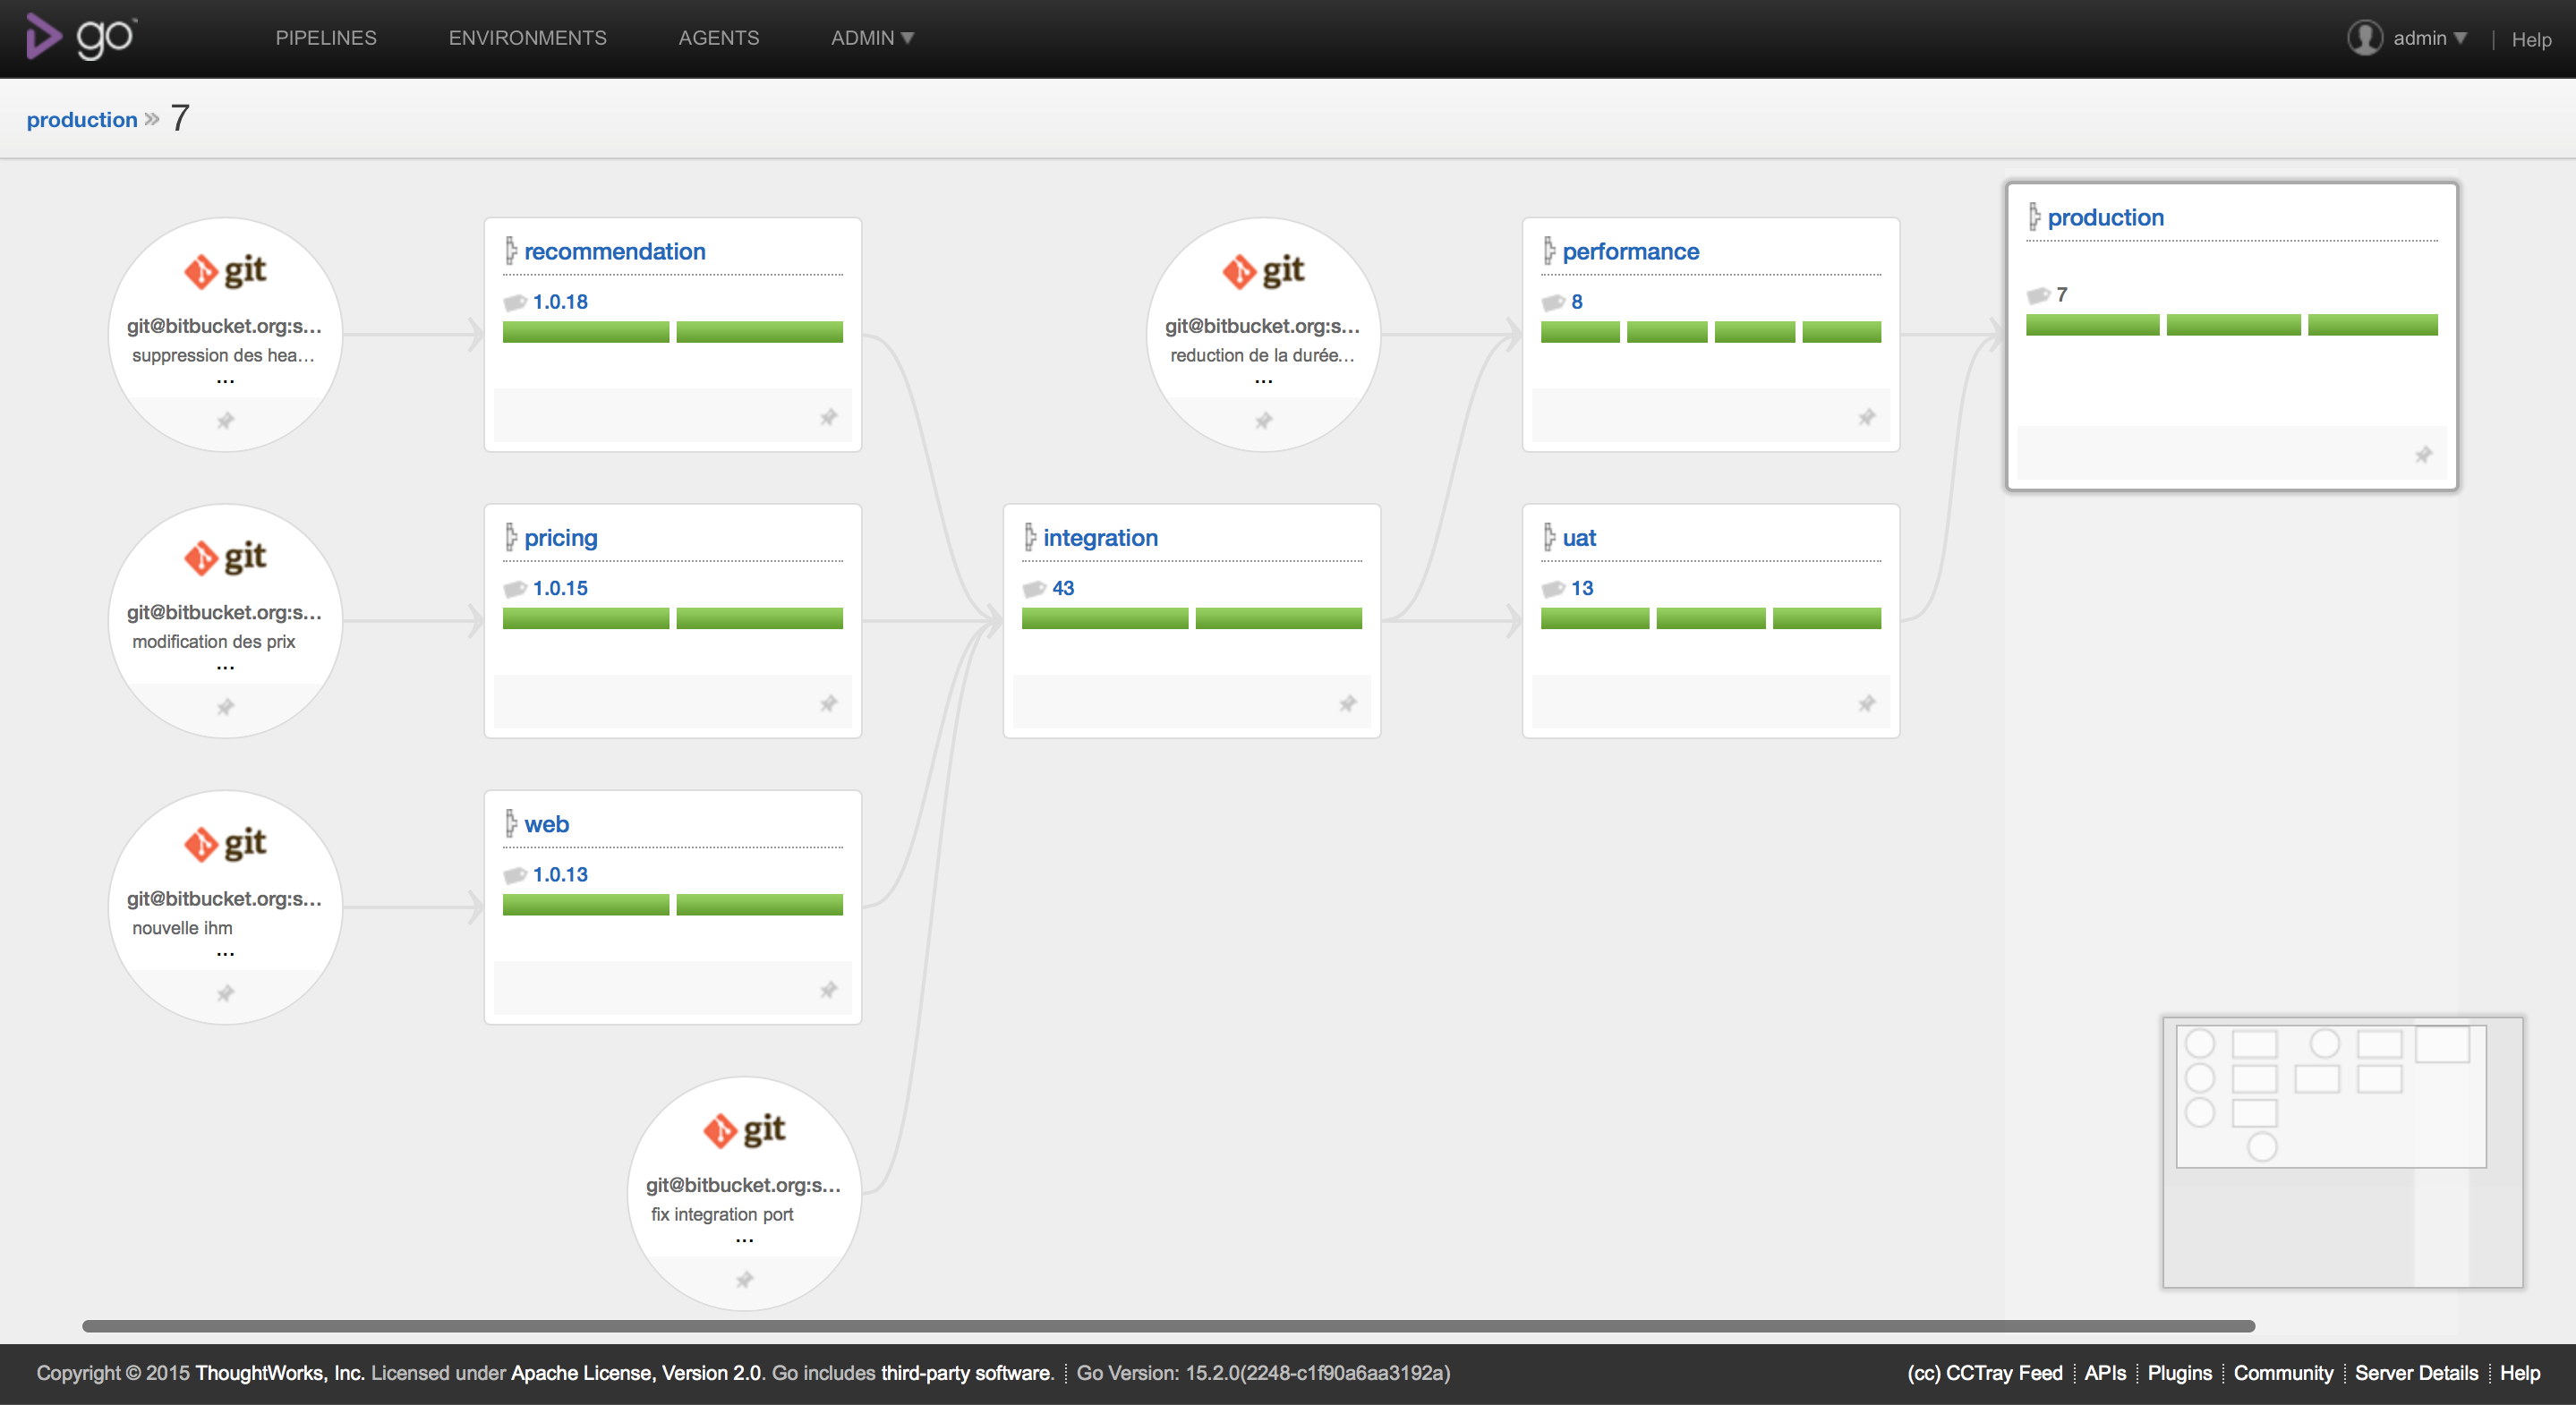 go
PIPELINES
ENVIRONMENTS
AGENTS
ADMIN
admin
Help
production » 7
git
git@bitbucket.org:s...
suppression des hea...
...
recommendation
1.0.18
git
git@bitbucket.org:s...
reduction de la durée...
...
performance
8
production
7
git
git@bitbucket.org:s...
modification des prix
...
pricing
1.0.15
integration
43
uat
13
git
git@bitbucket.org:s...
nouvelle ihm
...
web
1.0.13
git
git@bitbucket.org:s...
fix integration port
...
Copyright © 2015 ThoughtWorks, Inc. Licensed under Apache License, Version 2.0. Go includes third-party software. Go Version: 15.2.0(2248-c1f90a6aa3192a)
(cc) CCTray Feed
APIs
Plugins
Community
Server Details
Help